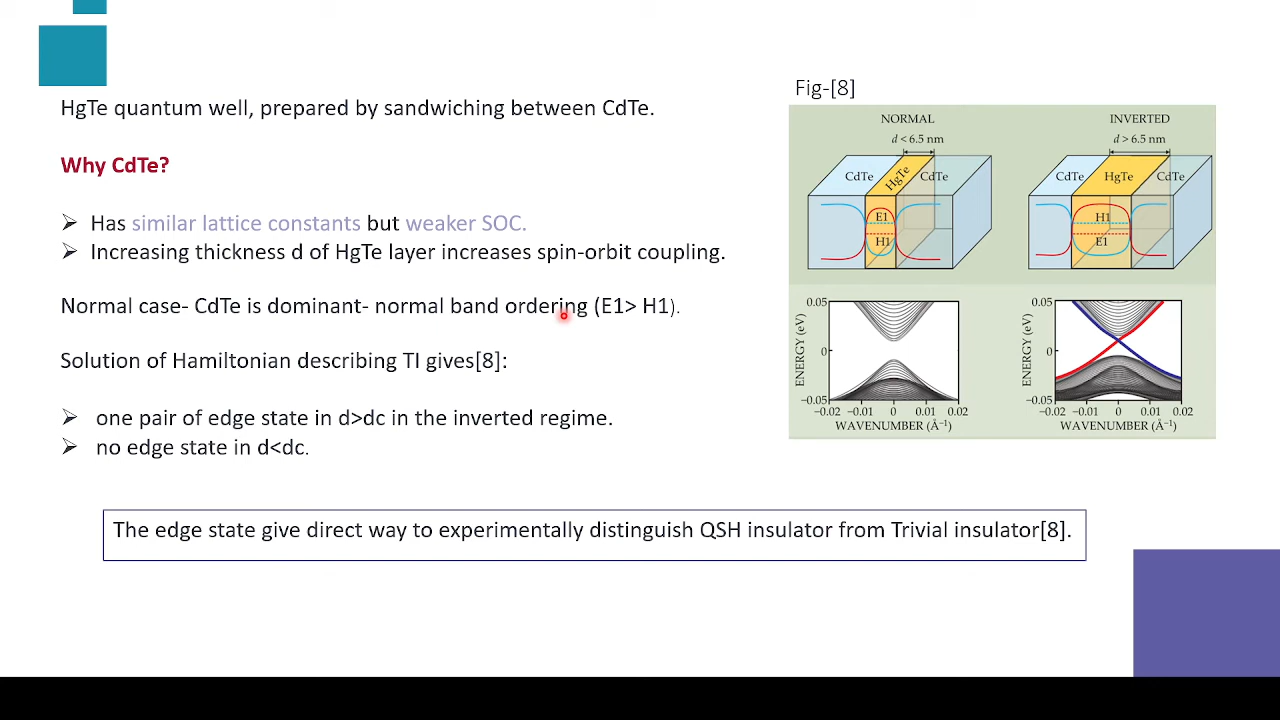 HgTe quantum well, prepared by sandwiching between CdTe.
Why CdTe?
➢ Has similar lattice constants but weaker SOC.
➢ Increasing thickness d of HgTe layer increases spin-orbit coupling.
Normal case- CdTe is dominant- normal band ordering (E1> H1).
Solution of Hamiltonian describing TI gives[8]:
➢ one pair of edge state in d>dc in the inverted regime.
➢ no edge state in d<dc.
The edge state give direct way to experimentally distinguish QSH insulator from Trivial insulator[8].
Fig-[8]
NORMAL
d < 6.5 nm
CdTe HgTe CdTe
E1
H1
INVERTED
d > 6.5 nm
CdTe HgTe CdTe
H1
E1
ENERGY (eV)
0.05
0
−0.05
−0.02 −0.01 0 0.01 0.02
WAVENUMBER (Å⁻¹)
ENERGY (eV)
0.05
0
−0.05
−0.02 −0.01 0 0.01 0.02
WAVENUMBER (Å⁻¹)